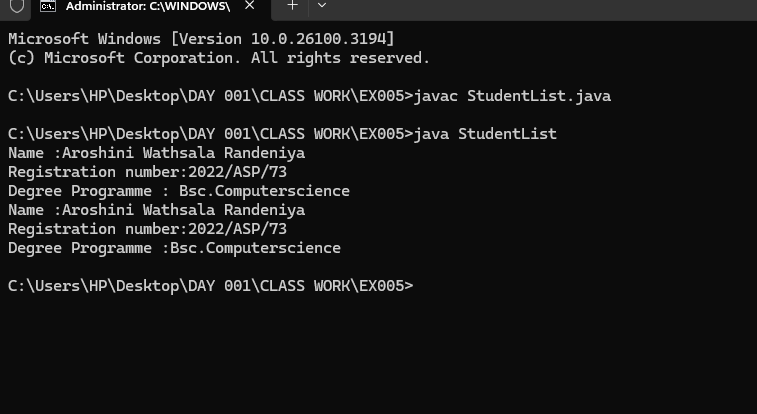 Administrator: C:\WINDOWS\
Microsoft Windows [Version 10.0.26100.3194]
(c) Microsoft Corporation. All rights reserved.
C:\Users\HP\Desktop\DAY 001\CLASS WORK\EX005>javac StudentList.java
C:\Users\HP\Desktop\DAY 001\CLASS WORK\EX005>java StudentList
Name :Aroshini Wathsala Randeniya
Registration number:2022/ASP/73
Degree Programme : Bsc.Computerscience
Name :Aroshini Wathsala Randeniya
Registration number:2022/ASP/73
Degree Programme :Bsc.Computerscience
C:\Users\HP\Desktop\DAY 001\CLASS WORK\EX005>